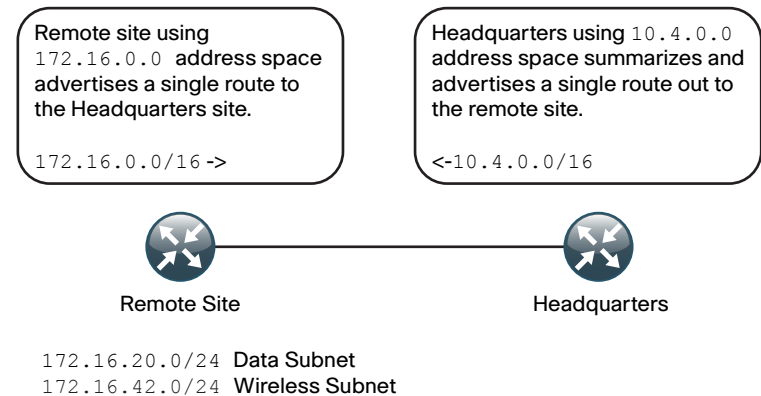 Remote site using
172.16.0.0 address space
advertises a single route to
the Headquarters site.
172.16.0.0/16 ->
Headquarters using 10.4.0.0
address space summarizes and
advertises a single route out to
the remote site.
<-10.4.0.0/16
Remote Site
Headquarters
172.16.20.0/24 Data Subnet
172.16.42.0/24 Wireless Subnet